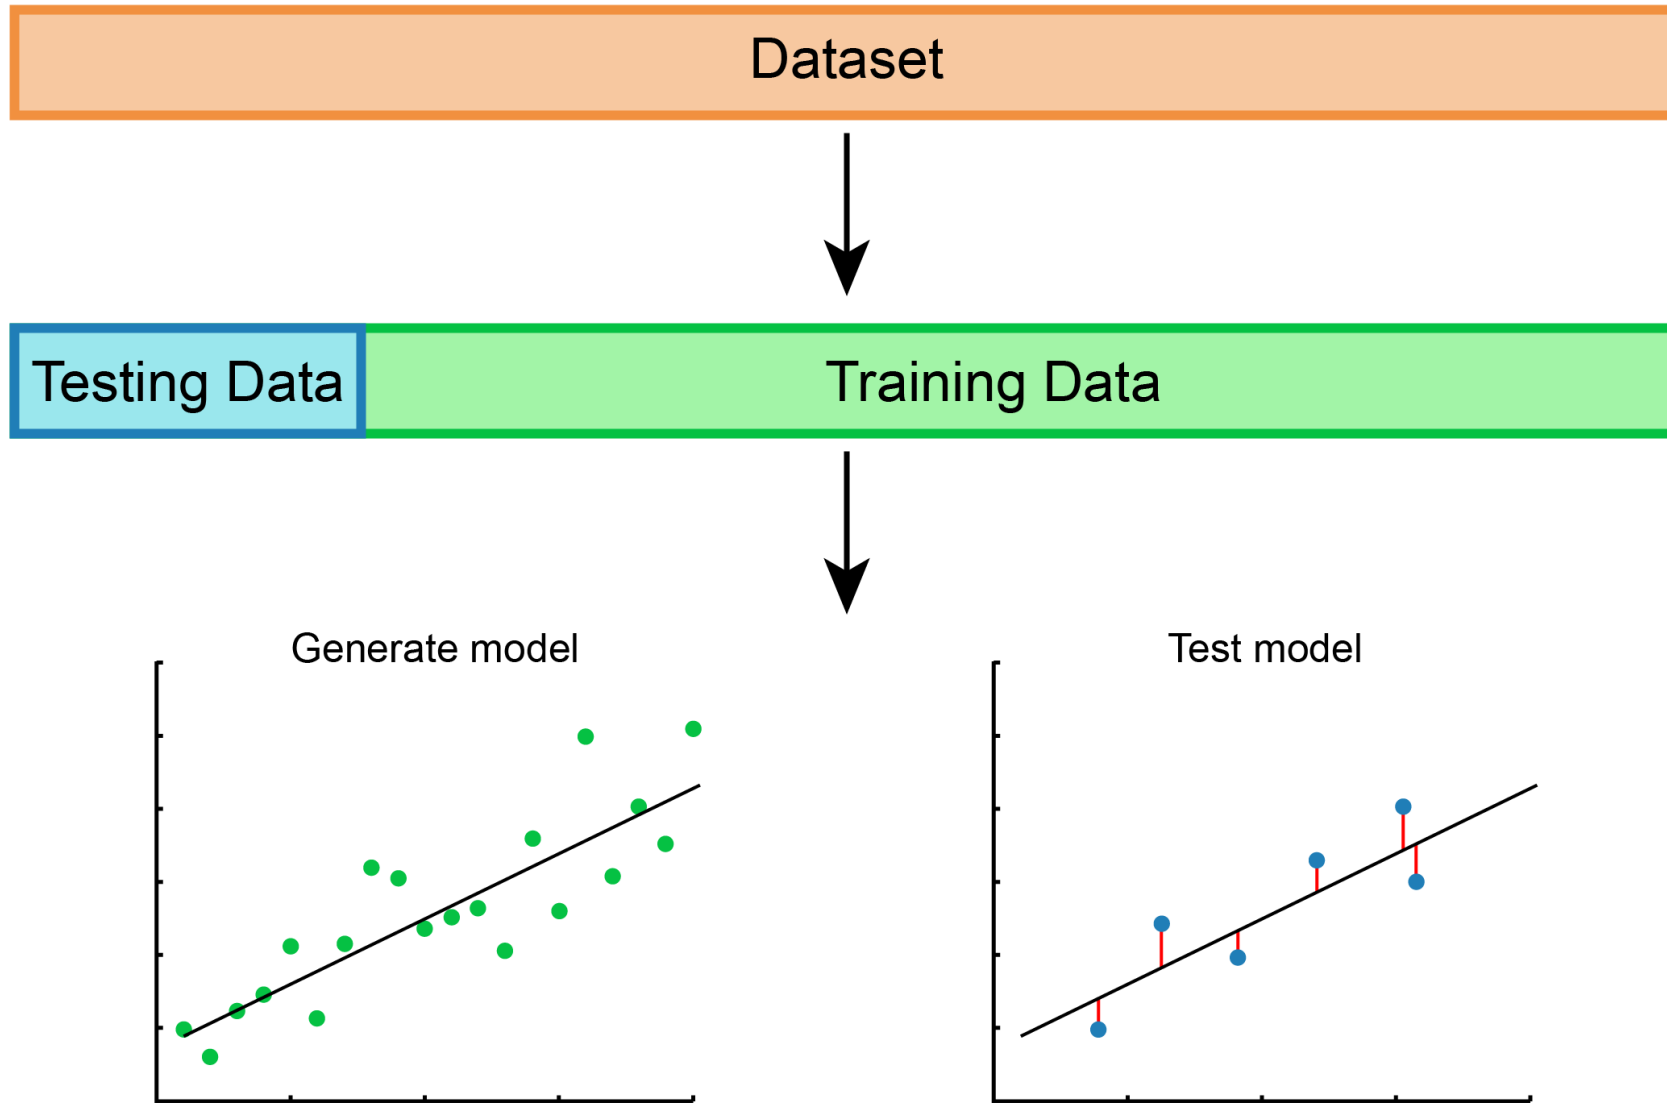 Dataset
Testing Data
Training Data
Generate model
Test model